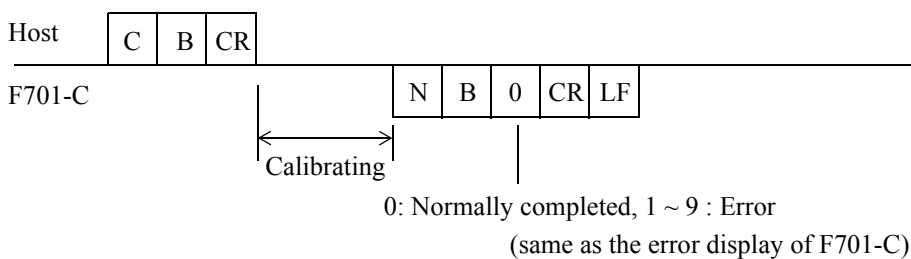 Host C B CR
F701-C N B 0 CR LF
Calibrating
0: Normally completed, 1 ~ 9 : Error
(same as the error display of F701-C)